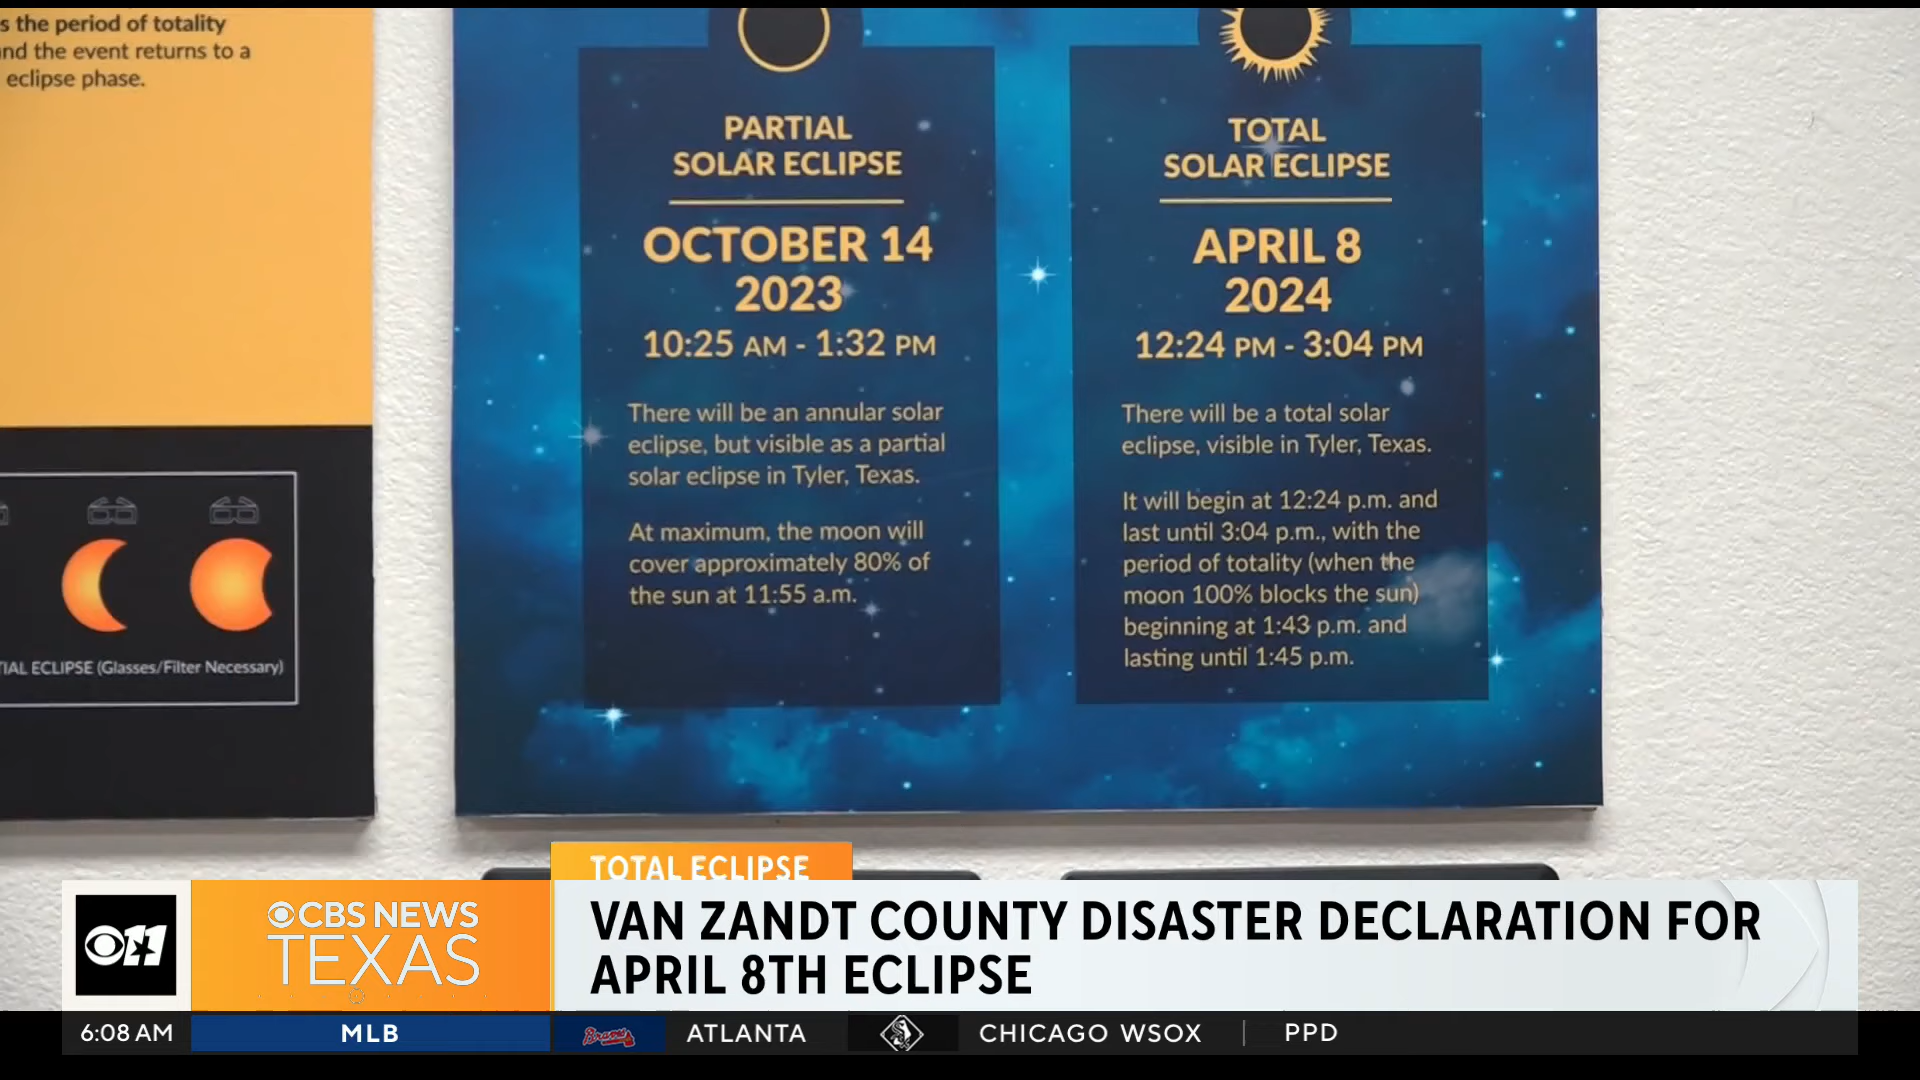 s the period of totality
nd the event returns to a
eclipse phase.
IAL ECLIPSE (Glasses/Filter Necessary)
PARTIAL
SOLAR ECLIPSE
OCTOBER 14
2023
10:25 AM - 1:32 PM
There will be an annular solar
eclipse, but visible as a partial
solar eclipse in Tyler, Texas.
At maximum, the moon will
cover approximately 80% of
the sun at 11:55 a.m.
TOTAL
SOLAR ECLIPSE
APRIL 8
2024
12:24 PM - 3:04 PM
There will be a total solar
eclipse, visible in Tyler, Texas.
It will begin at 12:24 p.m. and
last until 3:04 p.m., with the
period of totality (when the
moon 100% blocks the sun)
beginning at 1:43 p.m. and
lasting until 1:45 p.m.
TOTAL ECLIPSE
11
CBS NEWS
TEXAS
VAN ZANDT COUNTY DISASTER DECLARATION FOR
APRIL 8TH ECLIPSE
6:08 AM MLB Braves ATLANTA CHICAGO WSOX | PPD